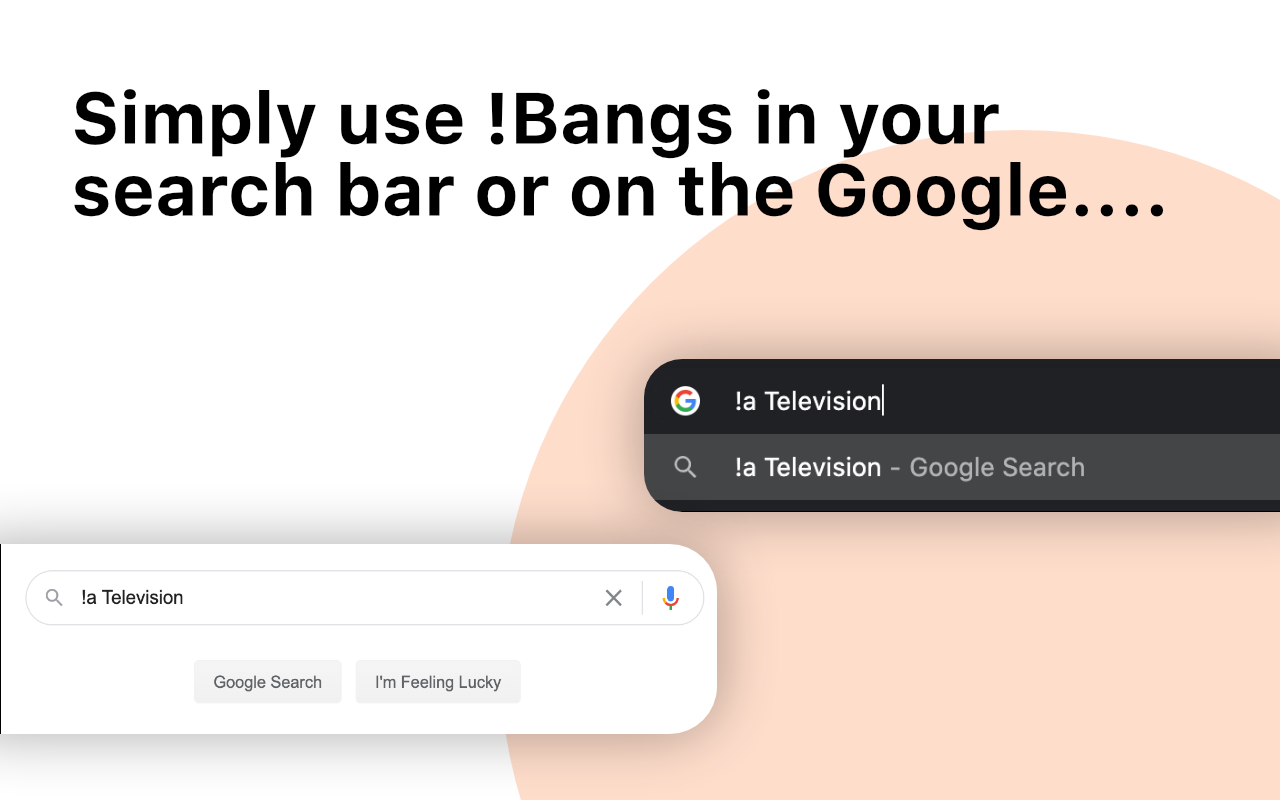 Simply use !Bangs in your
search bar or on the Google....
!a Television
!a Television - Google Search
!a Television
Google Search
I'm Feeling Lucky